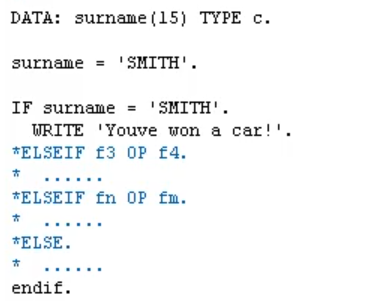 DATA: surname(15) TYPE c.
surname = 'SMITH'.
IF surname = 'SMITH'.
WRITE 'Youve won a car!'.
*ELSEIF f3 OP f4.
* ......
*ELSEIF fn OP fm.
* ......
*ELSE.
* ......
endif.